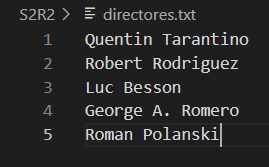 S2R2 > directores.txt
1 Quentin Tarantino
2 Robert Rodriguez
3 Luc Besson
4 George A. Romero
5 Roman Polanski